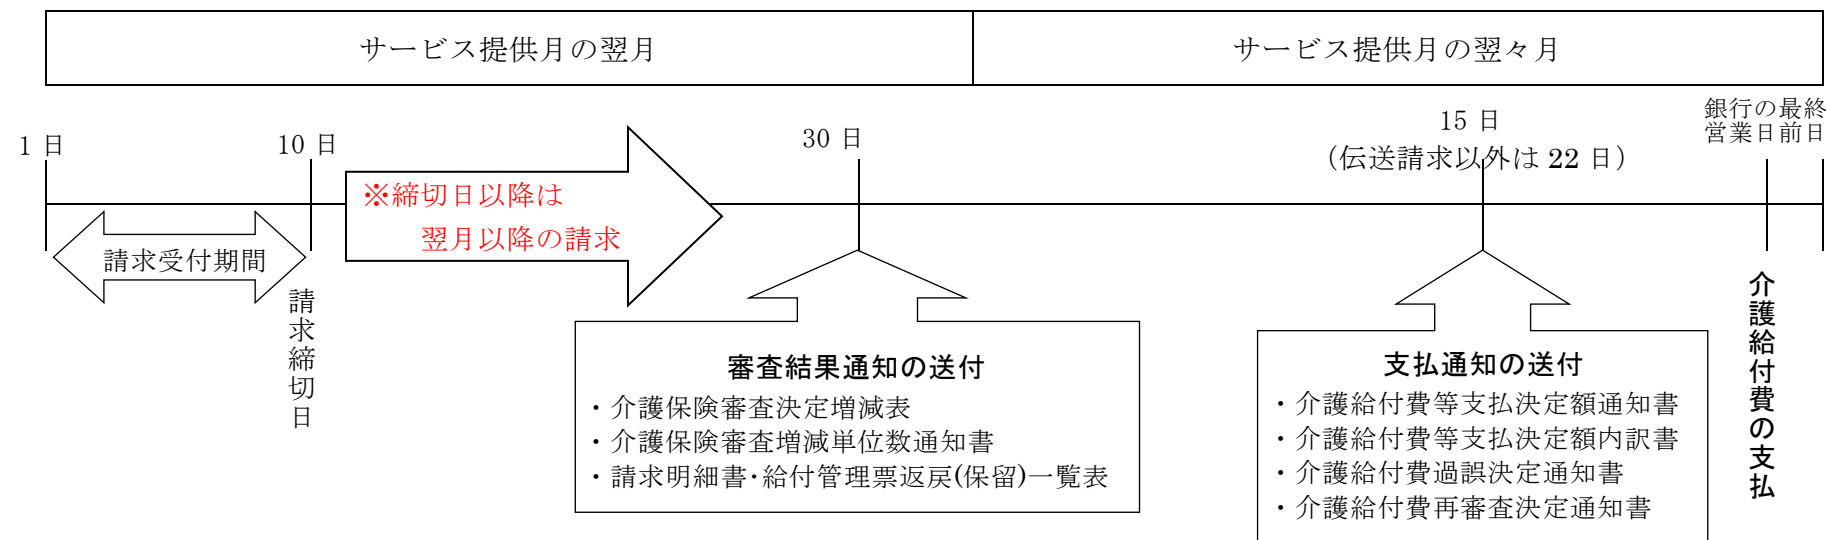 サービス提供月の翌月
サービス提供月の翌々月
1 日
10 日
30 日
15 日
（伝送請求以外は 22 日）
銀行の最終
営業日前日
※締切日以降は
翌月以降の請求
請求受付期間
請求締切日
審査結果通知の送付
・介護保険審査決定増減表
・介護保険審査増減単位数通知書
・請求明細書･給付管理票返戻(保留)一覧表
支払通知の送付
・介護給付費等支払決定額通知書
・介護給付費等支払決定額内訳書
・介護給付費過誤決定通知書
・介護給付費再審査決定通知書
介護給付費の支払